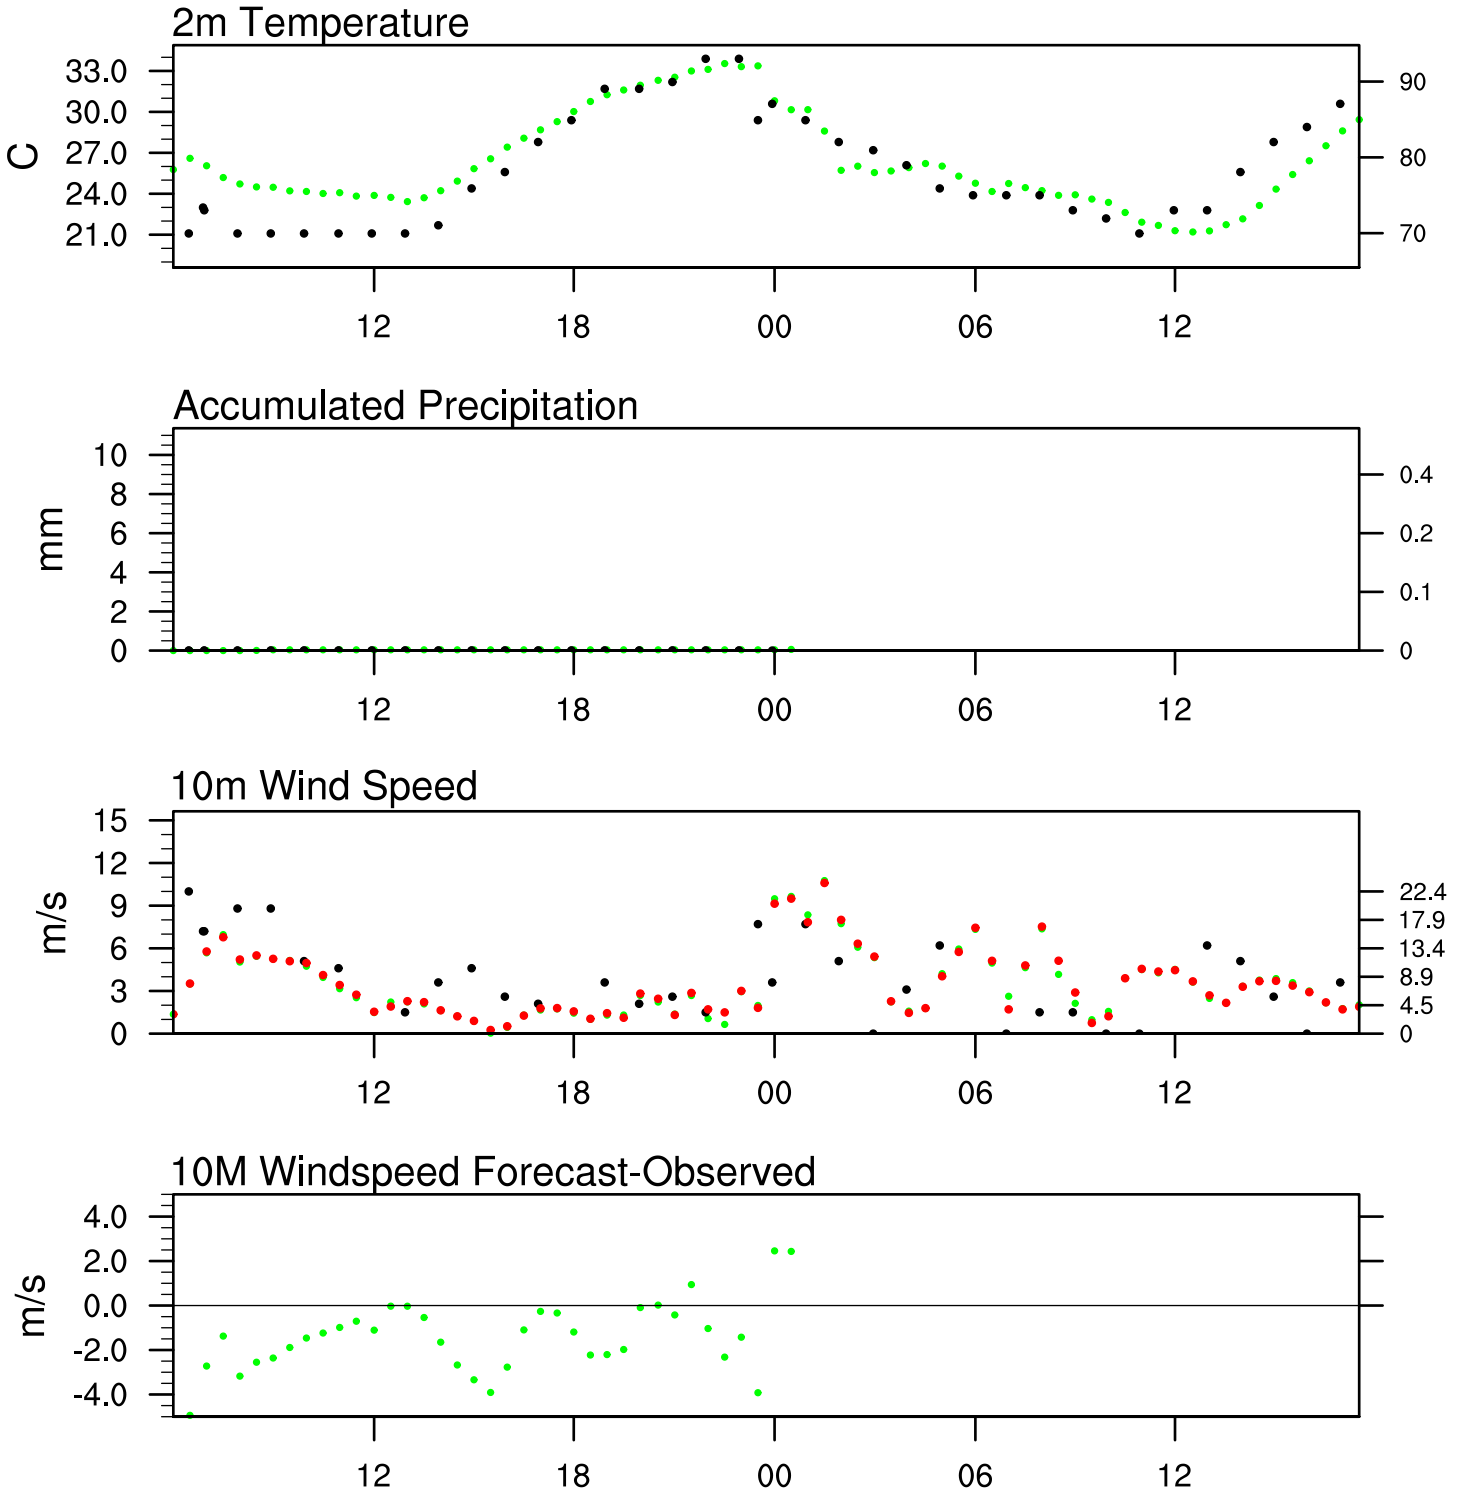 2m Temperature
33.0
90
30.0
C
27.0
80
24.0
21.0
70
12 18 00 06 12
Accumulated Precipitation
10
0.4
8
mm
6
0.2
4
0.1
2
0
0
12 18 00 06 12
10m Wind Speed
15
12
m/s
9
22.4
17.9
6
13.4
3
8.9
4.5
0
0
12 18 00 06 12
10M Windspeed Forecast-Observed
4.0
2.0
m/s
0.0
-2.0
-4.0
12 18 00 06 12